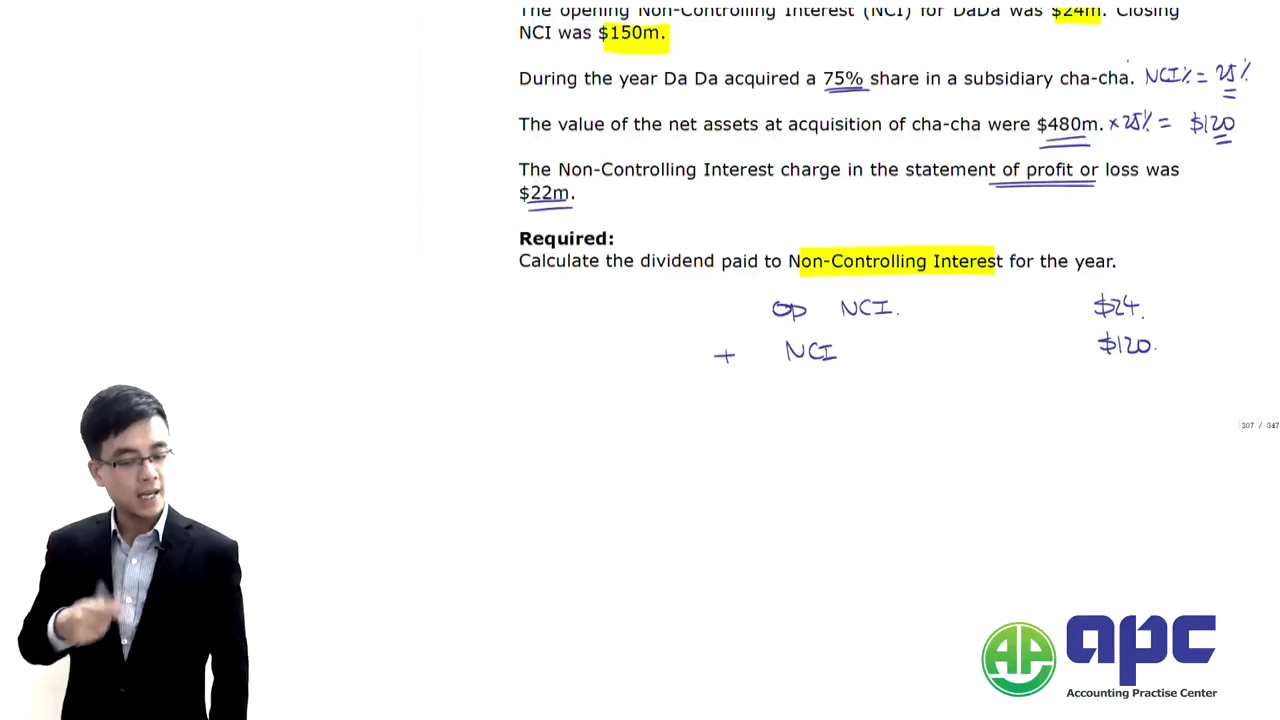 The opening Non-Controlling Interest (NCI) for DaDa was $24m. Closing
NCI was $150m.
During the year Da Da acquired a 75% share in a subsidiary cha-cha. NCI% = 25%
The value of the net assets at acquisition of cha-cha were $480m. × 25% = $120
The Non-Controlling Interest charge in the statement of profit or loss was
$22m.
Required:
Calculate the dividend paid to Non-Controlling Interest for the year.
OP NCI. $24.
+ NCI $120.
307 / 347
AP
apc
Accounting Practise Center